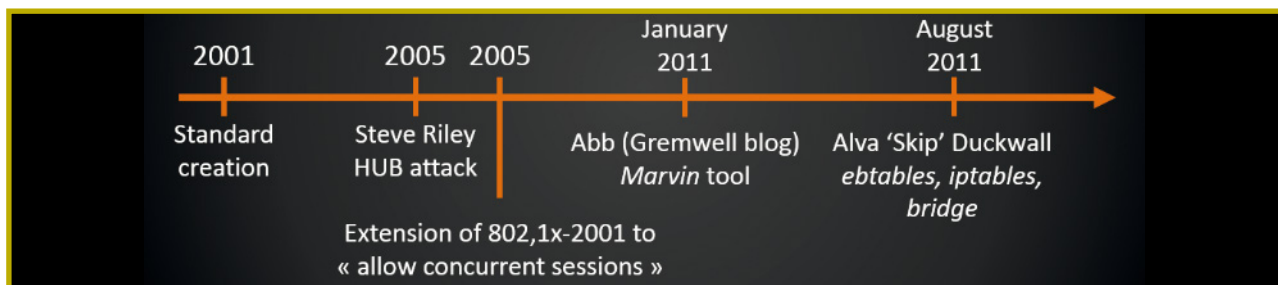 2001
2005
2005
January
2011
August
2011
Standard
creation
Steve Riley
HUB attack
Abb (Gremwell blog)
Marvin tool
Alva ‘Skip’ Duckwall
ebtables, iptables,
bridge
Extension of 802,1x-2001 to
« allow concurrent sessions »